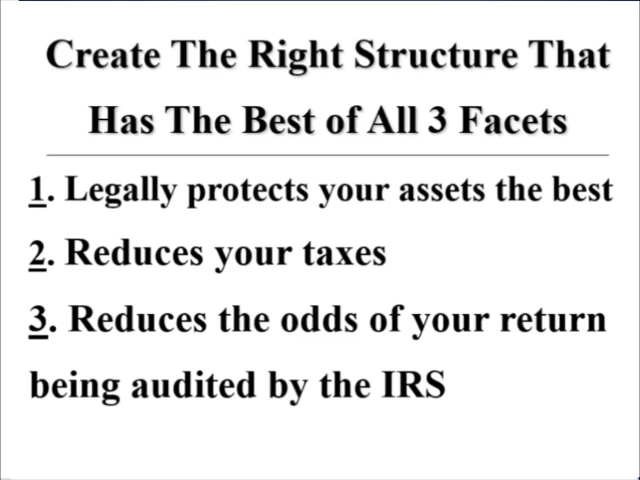 Create The Right Structure That
Has The Best of All 3 Facets
1. Legally protects your assets the best
2. Reduces your taxes
3. Reduces the odds of your return
being audited by the IRS